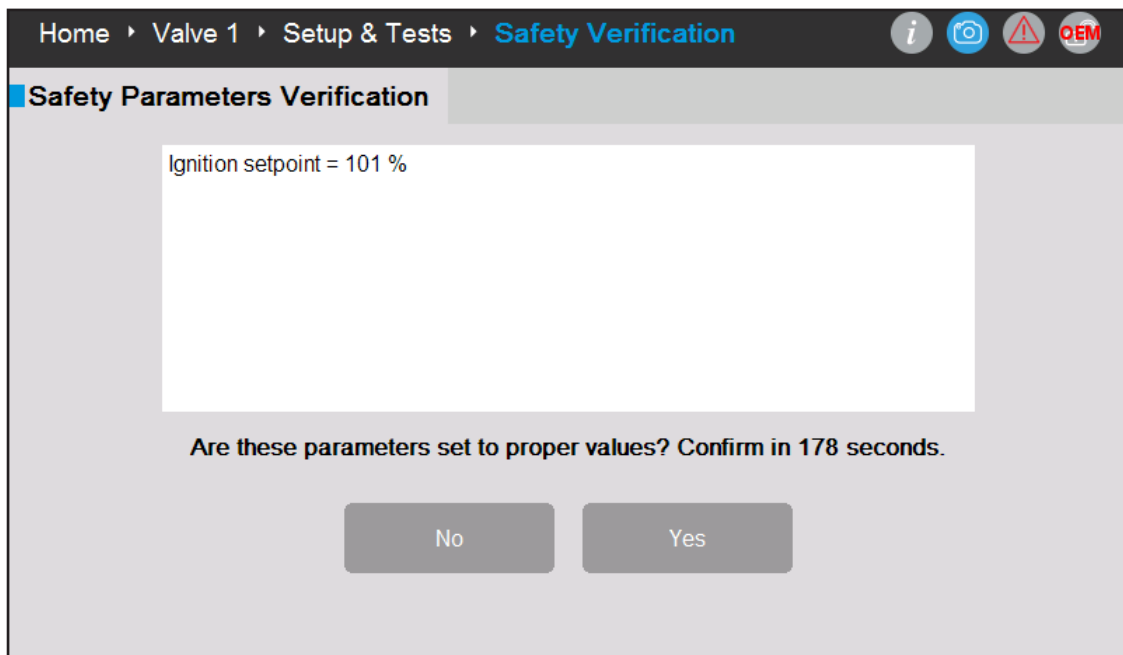 Home ‣ Valve 1 ‣ Setup & Tests ‣ Safety Verification
i
OEM
Safety Parameters Verification
Ignition setpoint = 101 %
Are these parameters set to proper values? Confirm in 178 seconds.
No
Yes